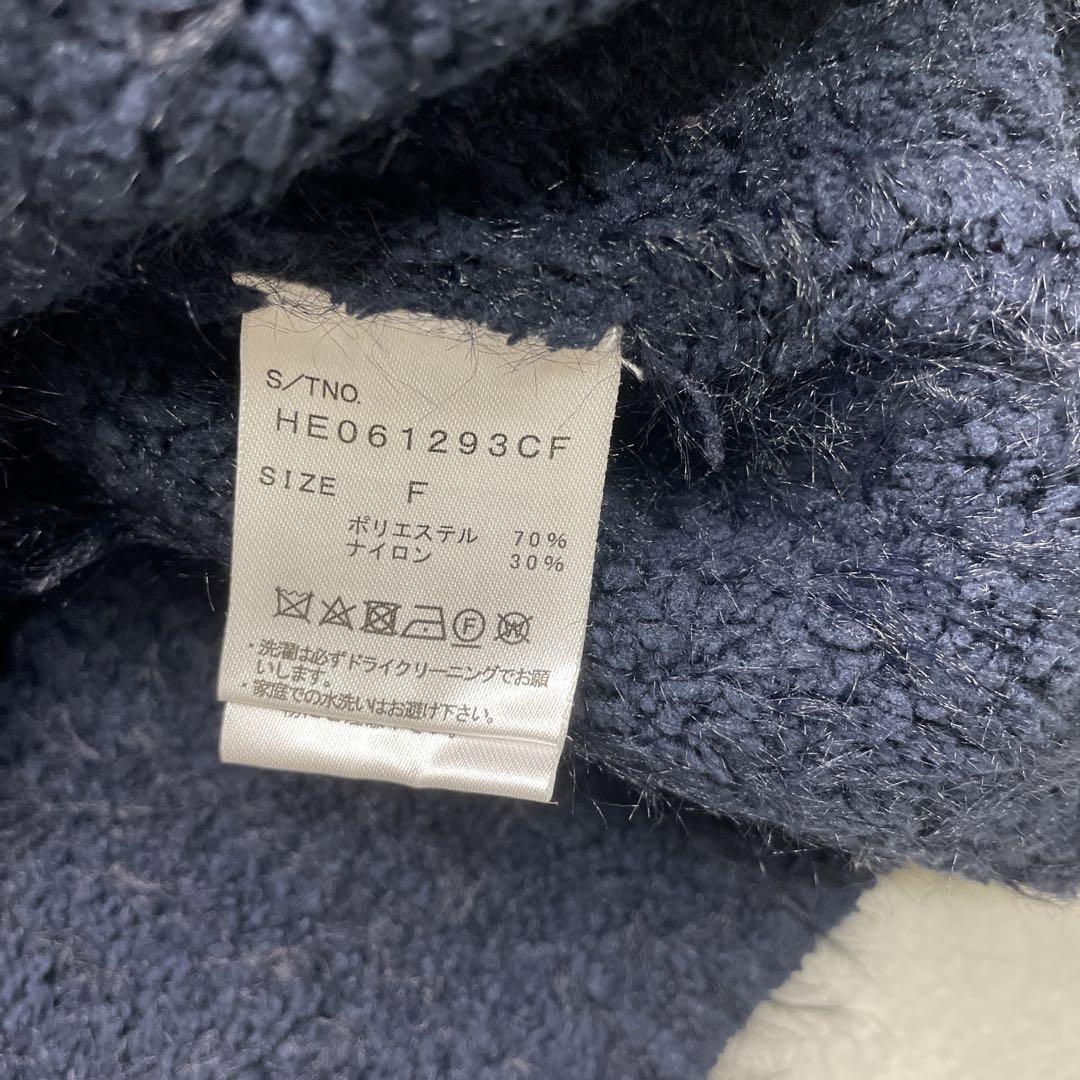 S/TNO.
HE061293CF
SIZE F
ポリエステル 70%
ナイロン 30%
F W
・洗濯は必ずドライクリーニングでお願
いします。
・家庭での水洗いはお避け下さい。